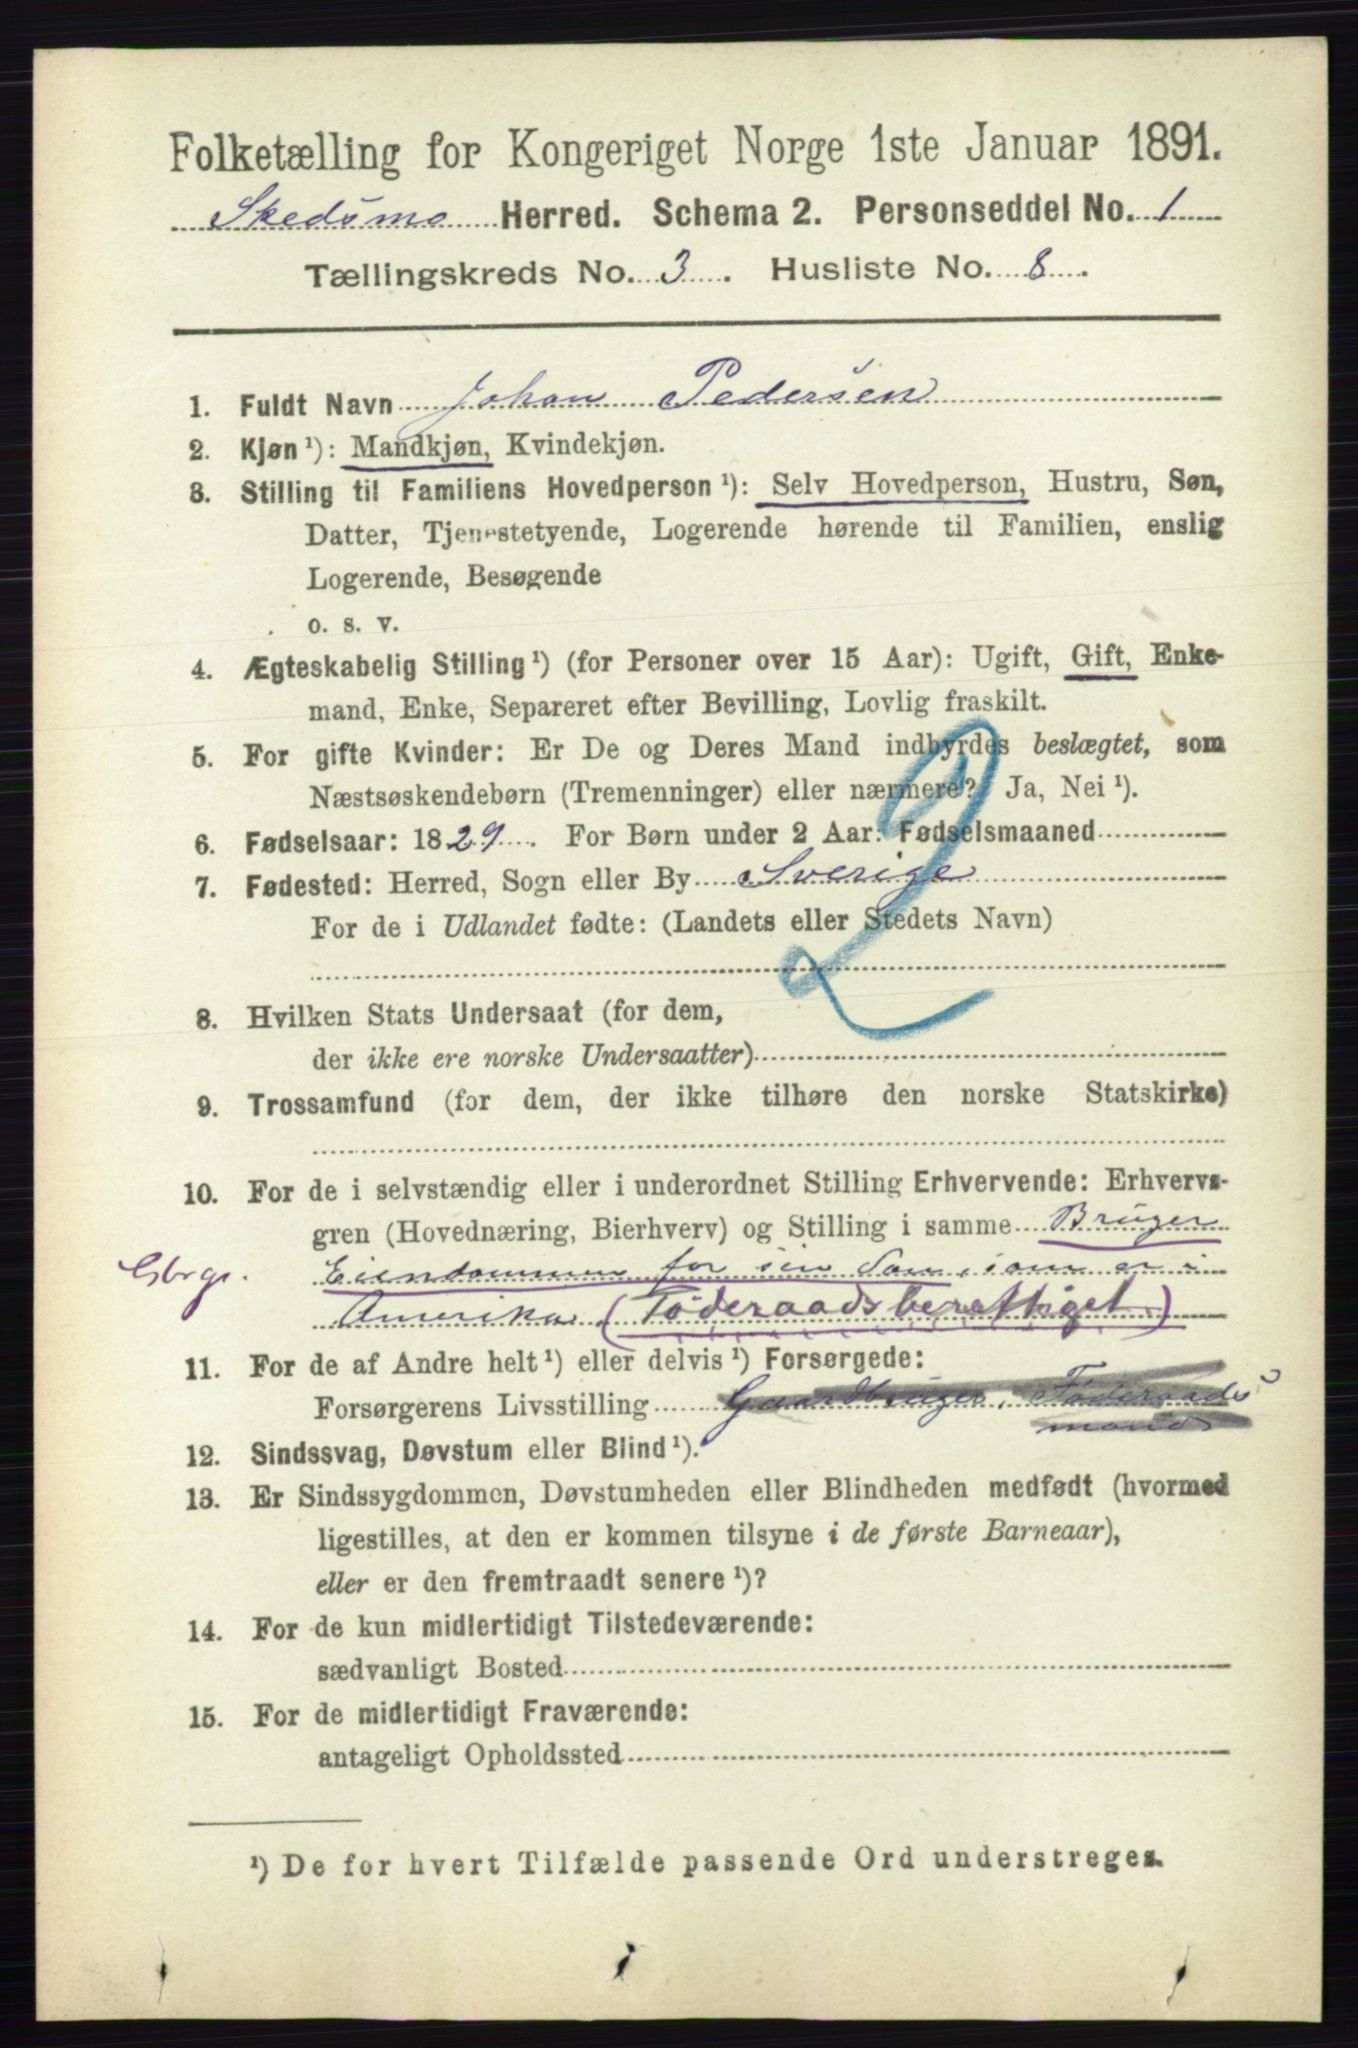 Folketælling for Kongeriget Norge 1ste Januar 1891.
Skedsmo Herred. Schema 2. Personseddel No. 1
Tællingskreds No. 3. Husliste No. 8.
1. Fuldt Navn Johan Pedersen
2. Kjøn ¹): Mandkjøn, Kvindekjøn.
3. Stilling til Familiens Hovedperson ¹): Selv Hovedperson, Hustru, Søn,
Datter, Tjenestetyende, Logerende hørende til Familien, enslig
Logerende, Besøgende
o. s. v.
4. Ægteskabelig Stilling ¹) (for Personer over 15 Aar): Ugift, Gift, Enke-
mand, Enke, Separeret efter Bevilling, Lovlig fraskilt.
5. For gifte Kvinder: Er De og Deres Mand indbyrdes beslægtet, som
Næstsøskendebørn (Tremenninger) eller nærmere? Ja, Nei ¹).
6. Fødselsaar: 1829. For Børn under 2 Aar: Fødselsmaaned
7. Fødested: Herred, Sogn eller By Sverige
For de i Udlandet fødte: (Landets eller Stedets Navn)
2
8. Hvilken Stats Undersaat (for dem,
der ikke ere norske Undersaatter)
9. Trossamfund (for dem, der ikke tilhøre den norske Statskirke)
10. For de i selvstændig eller i underordnet Stilling Erhvervende: Erhvervs-
gren (Hovednæring, Bierhverv) og Stilling i samme Bruger
Gbrgr. Eiendommen for sin Søn, som er i
Amerika. (Föderaadsberettiget.)
11. For de af Andre helt ¹) eller delvis ¹) Forsørgede:
Forsørgerens Livsstilling Gaardbruger, Föderaads
mand
12. Sindssvag, Døvstum eller Blind ¹).
13. Er Sindssygdommen, Døvstumheden eller Blindheden medfødt (hvormed
ligestilles, at den er kommen tilsyne i de første Barneaar),
eller er den fremtraadt senere ¹)?
14. For de kun midlertidigt Tilstedeværende:
sædvanligt Bosted
15. For de midlertidigt Fraværende:
antageligt Opholdssted
¹) De for hvert Tilfælde passende Ord understreges.